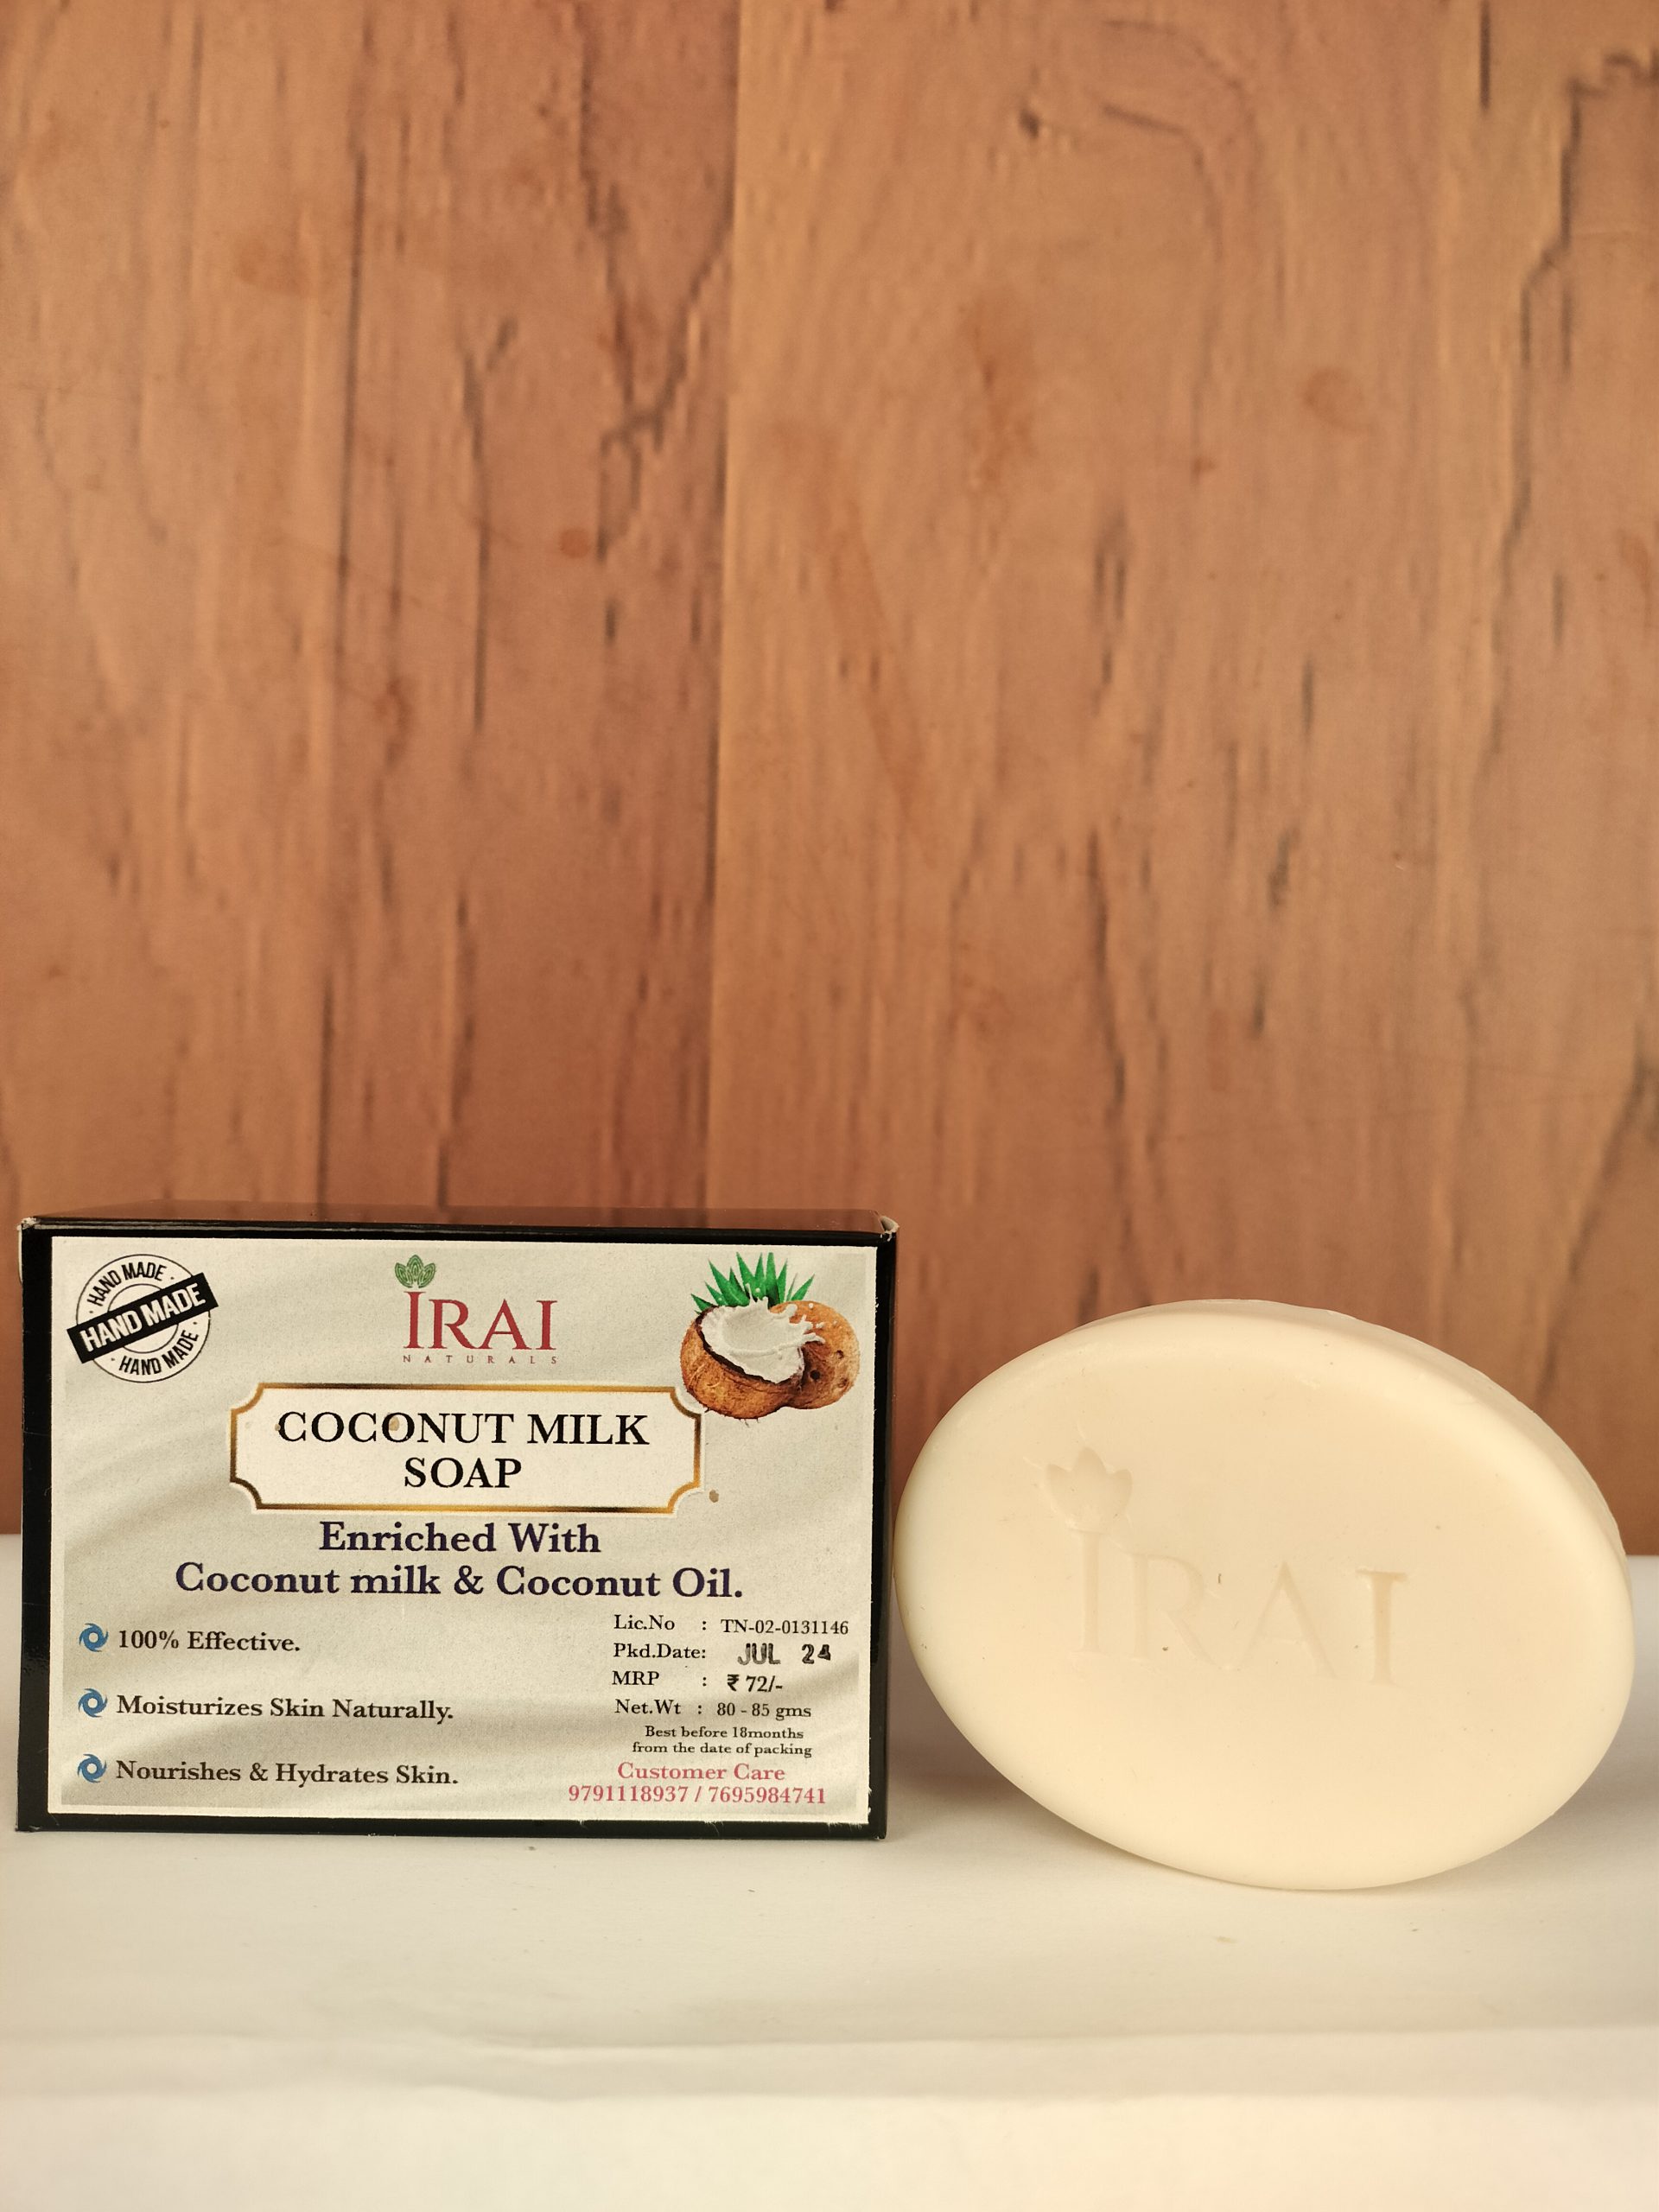 · HAND MADE ·
HAND MADE
· HAND MADE ·
IRAI
NATURALS
COCONUT MILK
SOAP
Enriched With
Coconut milk & Coconut Oil.
100% Effective.
Moisturizes Skin Naturally.
Nourishes & Hydrates Skin.
Lic.No : TN-02-0131146
Pkd.Date: JUL 24
MRP : ₹ 72/-
Net.Wt : 80 - 85 gms
Best before 18months
from the date of packing
Customer Care
9791118937 / 7695984741
IRAI